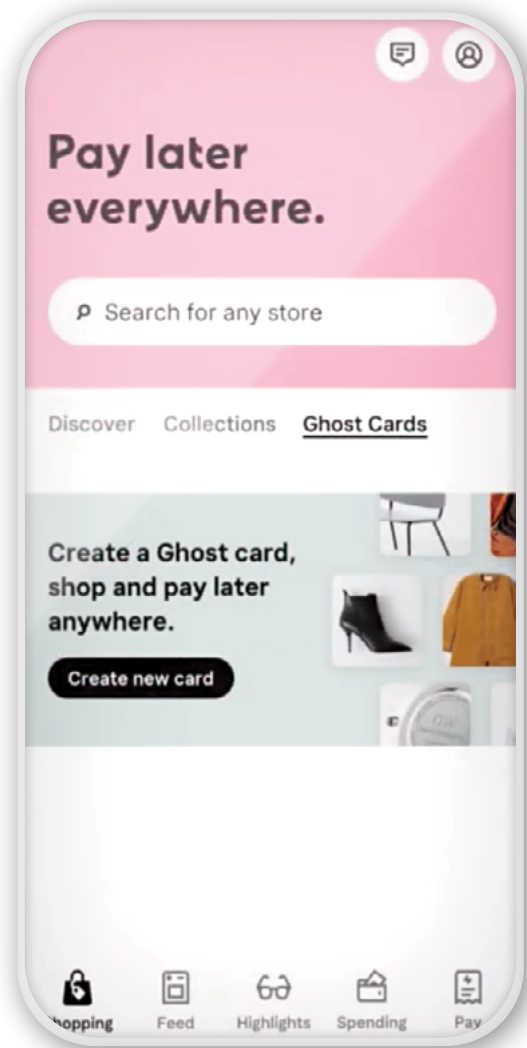 Pay later
everywhere.
Search for any store
Discover Collections Ghost Cards
Create a Ghost card,
shop and pay later
anywhere.
Create new card
Feed Highlights Spending Pay